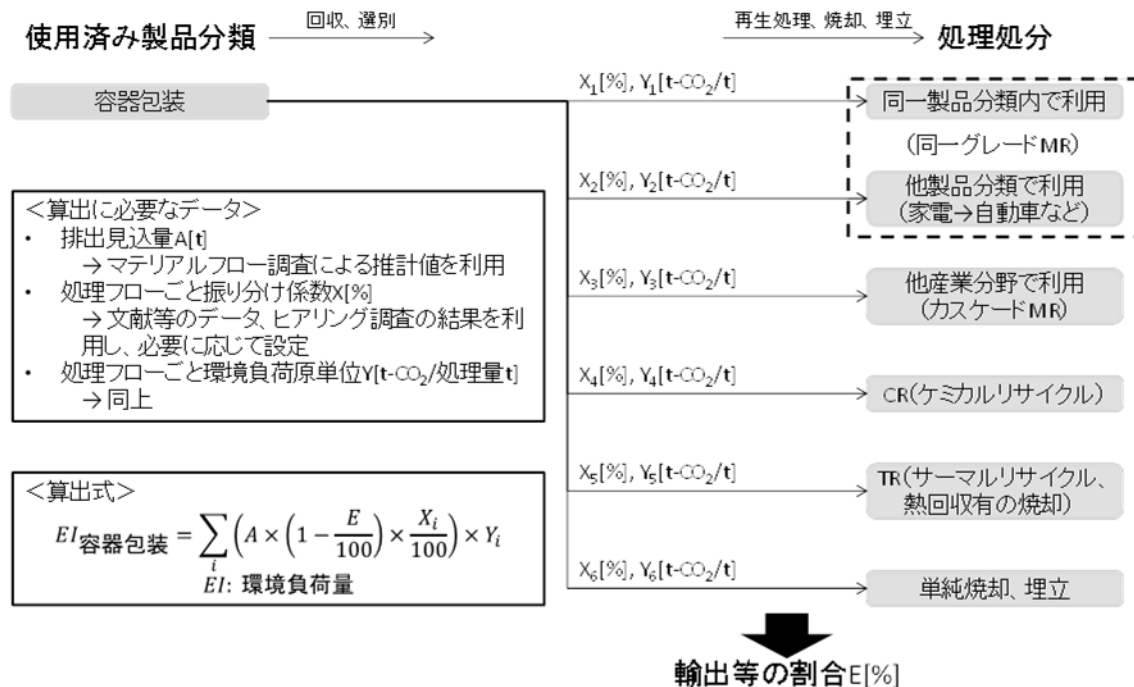 使用済み製品分類
回収、選別
再生処理、焼却、埋立
処理処分
容器包装
X₁[%], Y₁[t-CO₂/t]
同一製品分類内で利用
(同一グレードMR)
X₂[%], Y₂[t-CO₂/t]
他製品分類で利用
(家電→自動車など)
<算出に必要なデータ>
• 排出見込量A[t]
→ マテリアルフロー調査による推計値を利用
• 処理フローごと振り分け係数X[%]
→文献等のデータ、ヒアリング調査の結果を利
用し、必要に応じて設定
• 処理フローごと環境負荷原単位Y[t-CO₂/処理量t]
→ 同上
X₃[%], Y₃[t-CO₂/t]
他産業分野で利用
(カスケードMR)
X₄[%], Y₄[t-CO₂/t]
CR(ケミカルリサイクル)
X₅[%], Y₅[t-CO₂/t]
TR(サーマルリサイクル、
熱回収有の焼却)
<算出式>
EI容器包装 = ∑i (A × (1 − E/100) × Xi/100) × Yi
EI: 環境負荷量
X₆[%], Y₆[t-CO₂/t]
単純焼却、埋立
輸出等の割合E[%]